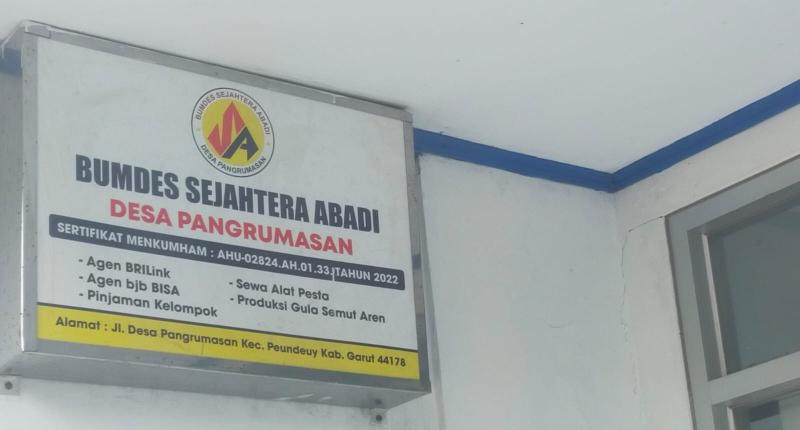 BUMDES SEJAHTERA ABADI
SA
DESA PANGRUMASAN
BUMDES SEJAHTERA ABADI
DESA PANGRUMASAN
SERTIFIKAT MENKUMHAM : AHU-02824.AH.01.33.TAHUN 2022
- Agen BRILink
- Agen bjb BISA
- Pinjaman Kelompok
- Sewa Alat Pesta
- Produksi Gula Semut Aren
Alamat : Jl. Desa Pangrumasan Kec. Peundeuy Kab. Garut 44178